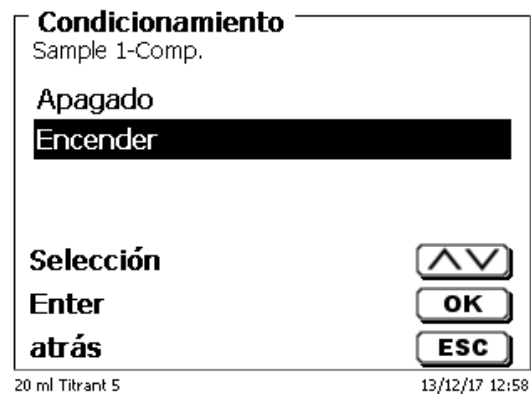 Condicionamiento
Sample 1-Comp.
Apagado
Encender
Selección
Enter OK
atrás ESC
20 ml Titrant 5 13/12/17 12:58